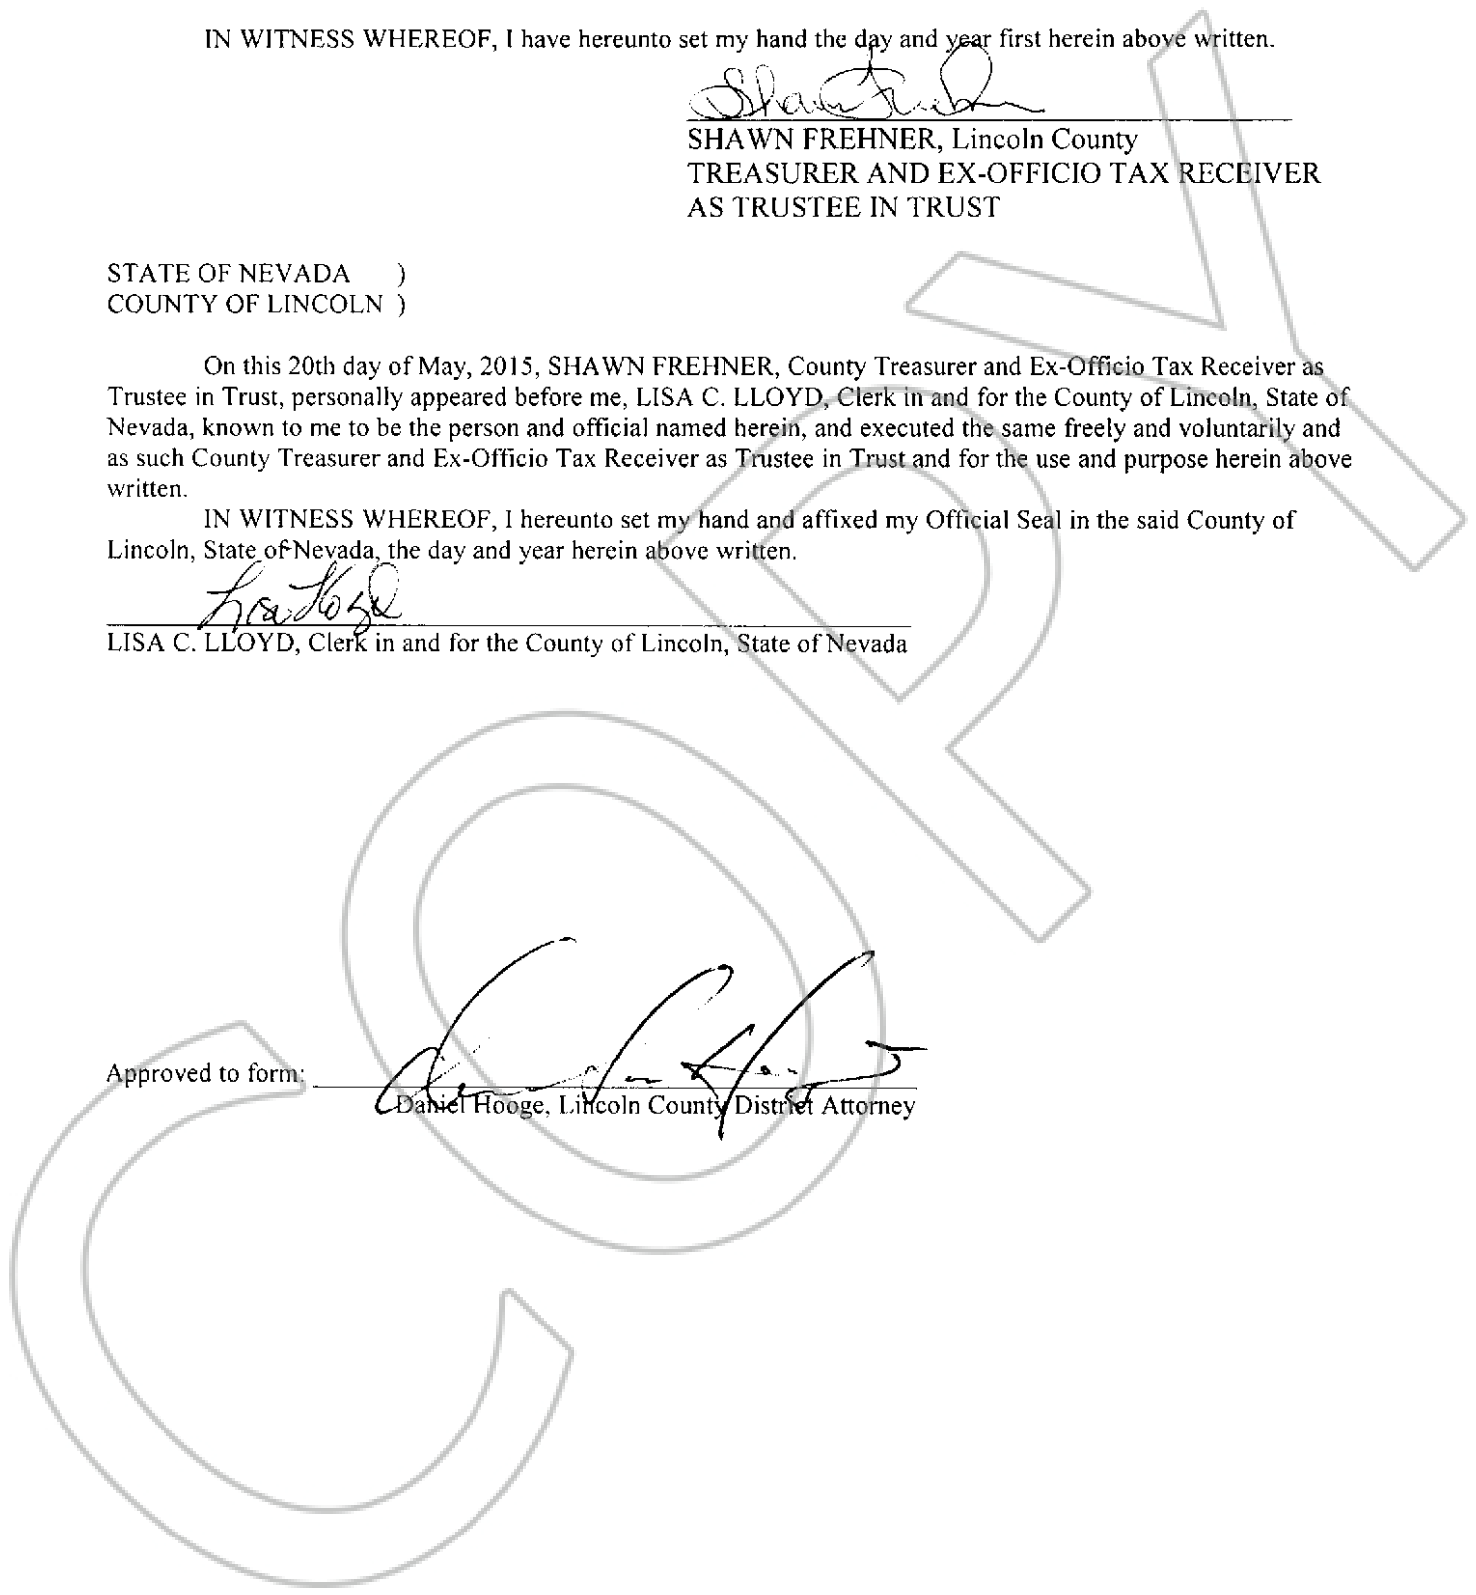 IN WITNESS WHEREOF, I have hereunto set my hand the day and year first herein above written.
Shawn Frehner
SHAWN FREHNER, Lincoln County
TREASURER AND EX-OFFICIO TAX RECEIVER
AS TRUSTEE IN TRUST
STATE OF NEVADA )
COUNTY OF LINCOLN )
On this 20th day of May, 2015, SHAWN FREHNER, County Treasurer and Ex-Officio Tax Receiver as
Trustee in Trust, personally appeared before me, LISA C. LLOYD, Clerk in and for the County of Lincoln, State of
Nevada, known to me to be the person and official named herein, and executed the same freely and voluntarily and
as such County Treasurer and Ex-Officio Tax Receiver as Trustee in Trust and for the use and purpose herein above
written.
IN WITNESS WHEREOF, I hereunto set my hand and affixed my Official Seal in the said County of
Lincoln, State of Nevada, the day and year herein above written.
Lisa Lloyd
LISA C. LLOYD, Clerk in and for the County of Lincoln, State of Nevada
Approved to form:
Daniel Hooge, Lincoln County District Attorney
COPY